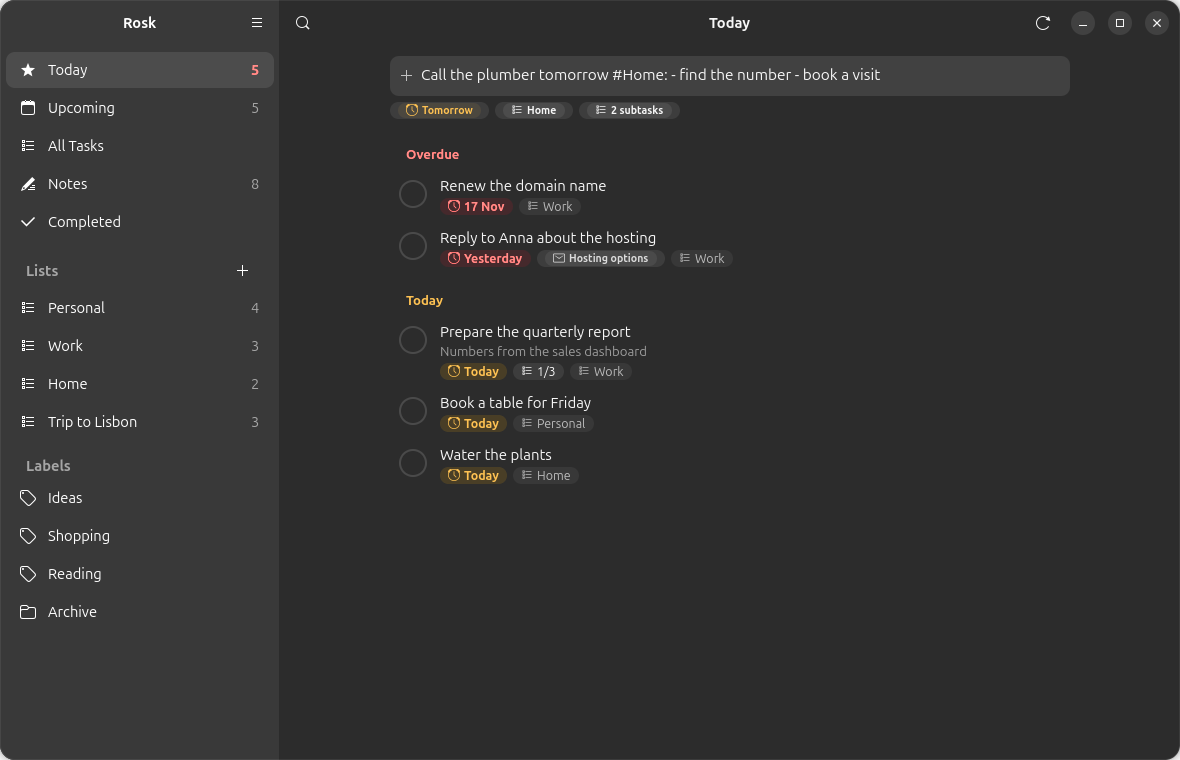 Rosk
Today 5
Upcoming 5
All Tasks
Notes 8
Completed
Lists
Personal 4
Work 3
Home 2
Trip to Lisbon 3
Labels
Ideas
Shopping
Reading
Archive
Today
Call the plumber tomorrow #Home: - find the number - book a visit
Tomorrow Home 2 subtasks
Overdue
Renew the domain name
17 Nov Work
Reply to Anna about the hosting
Yesterday Hosting options Work
Today
Prepare the quarterly report
Numbers from the sales dashboard
Today 1/3 Work
Book a table for Friday
Today Personal
Water the plants
Today Home